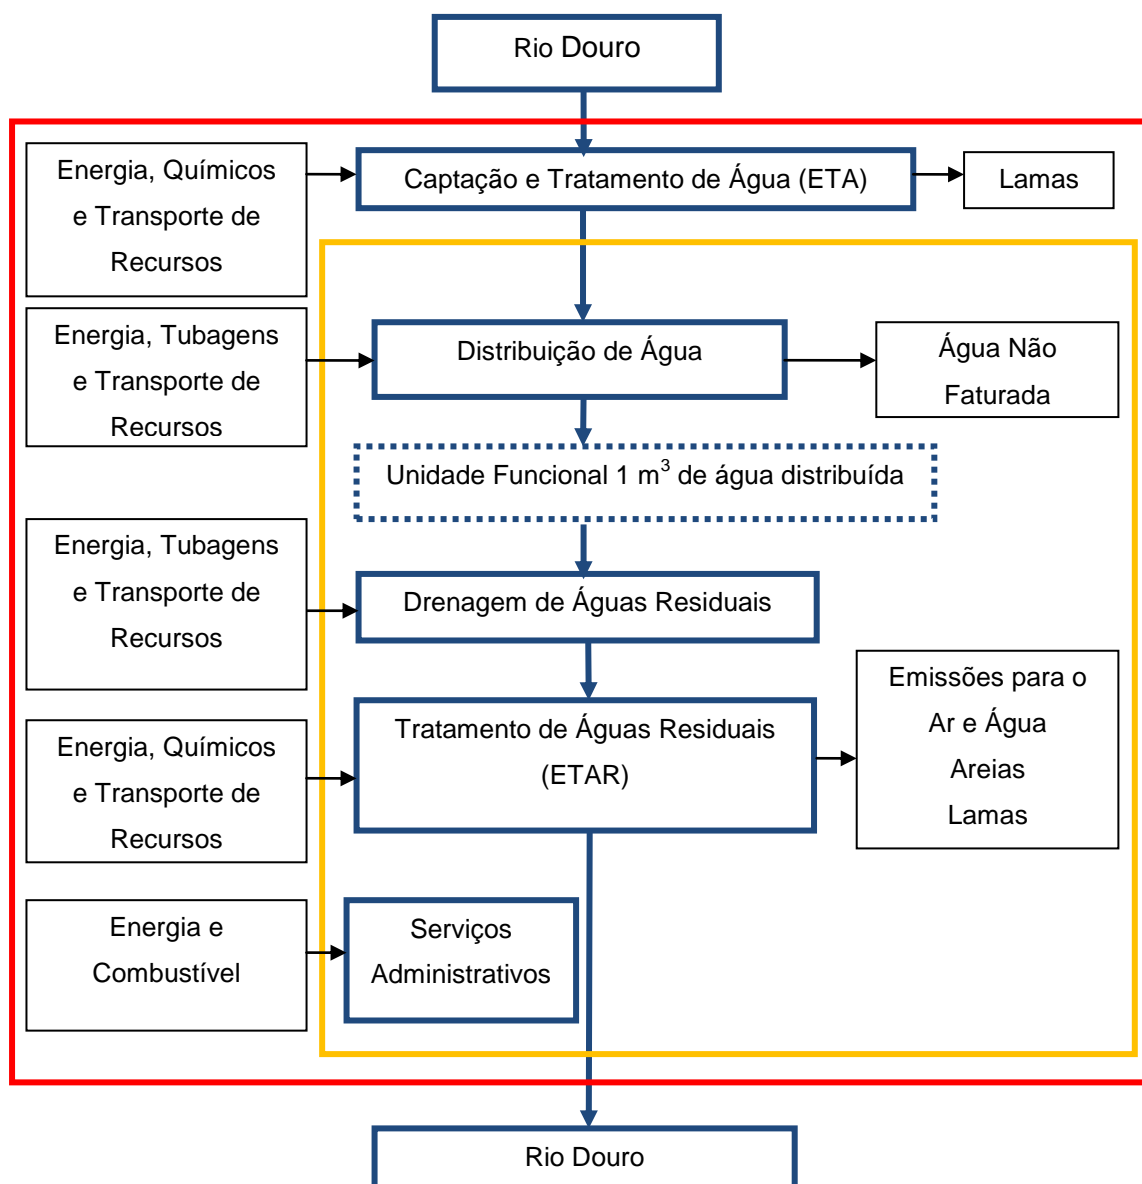 Rio Douro
Energia, Químicos
e Transporte de
Recursos
Captação e Tratamento de Água (ETA)
Lamas
Energia, Tubagens
e Transporte de
Recursos
Distribuição de Água
Água Não
Faturada
Unidade Funcional 1 m³ de água distribuída
Energia, Tubagens
e Transporte de
Recursos
Drenagem de Águas Residuais
Energia, Químicos
e Transporte de
Recursos
Tratamento de Águas Residuais
(ETAR)
Emissões para o
Ar e Água
Areias
Lamas
Energia e
Combustível
Serviços
Administrativos
Rio Douro